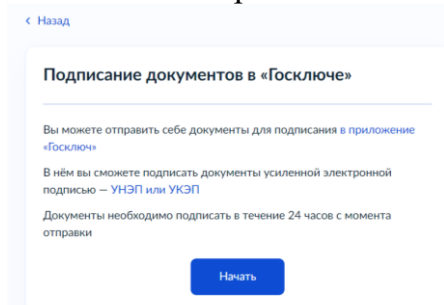 Назад
Подписание документов в «Госключе»
Вы можете отправить себе документы для подписания в приложение
«Госключ»
В нём вы сможете подписать документы усиленной электронной
подписью — УНЭП или УКЭП
Документы необходимо подписать в течение 24 часов с момента
отправки
Начать